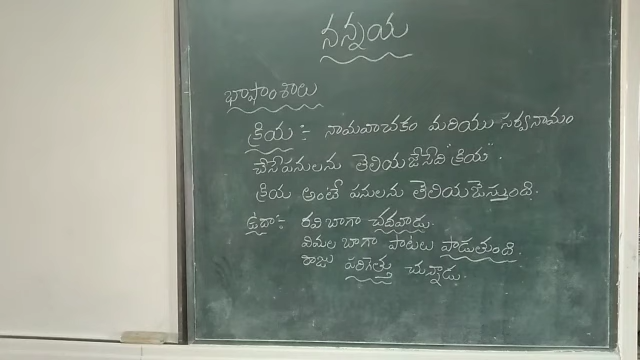 నన్నయ
భాషాంశాలు
క్రియ :- నామవాచకం మరియు సర్వనామం
చేసేపనులను తెలియజేసేది "క్రియ".
క్రియ అంటే పనులను తెలియజేస్తుంది.
ఉదా :- రవి బాగా చదివాడు.
విమల బాగా పాటలు పాడుతుంది.
రాజు పరిగెత్తు చున్నాడు.